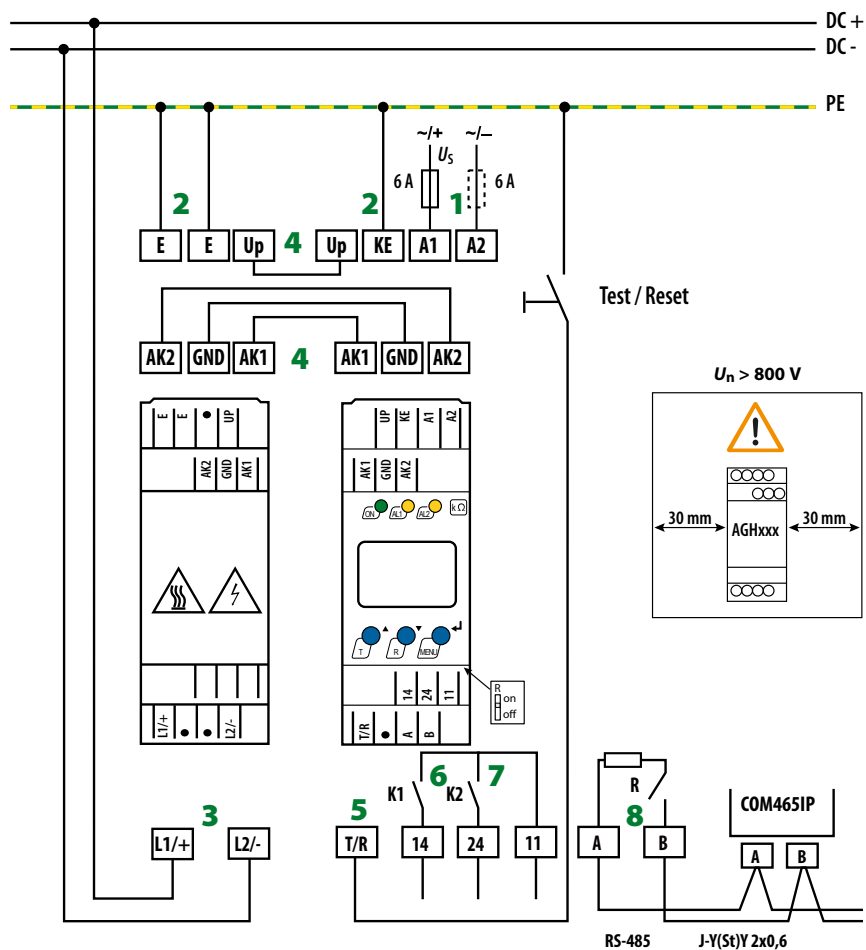 DC +
DC -
PE
~/+ ~/–
US
6 A 6 A
2 2 1
E E Up 4 Up KE A1 A2
Test / Reset
AK2 GND AK1 4 AK1 GND AK2
Un > 800 V
E E UP
UP KE A1 A2
AK2 GND AK1
AK1 GND AK2
ON AL1 AL2 kΩ
30 mm AGHxxx 30 mm
T R MENU
R
on
off
14 24 11
L1/+ L2/-
T/R A B
6 7
K1 K2
R
COM465IP
3 5 8
L1/+ L2/- T/R 14 24 11 A B
A B
RS-485 J-Y(St)Y 2x0,6